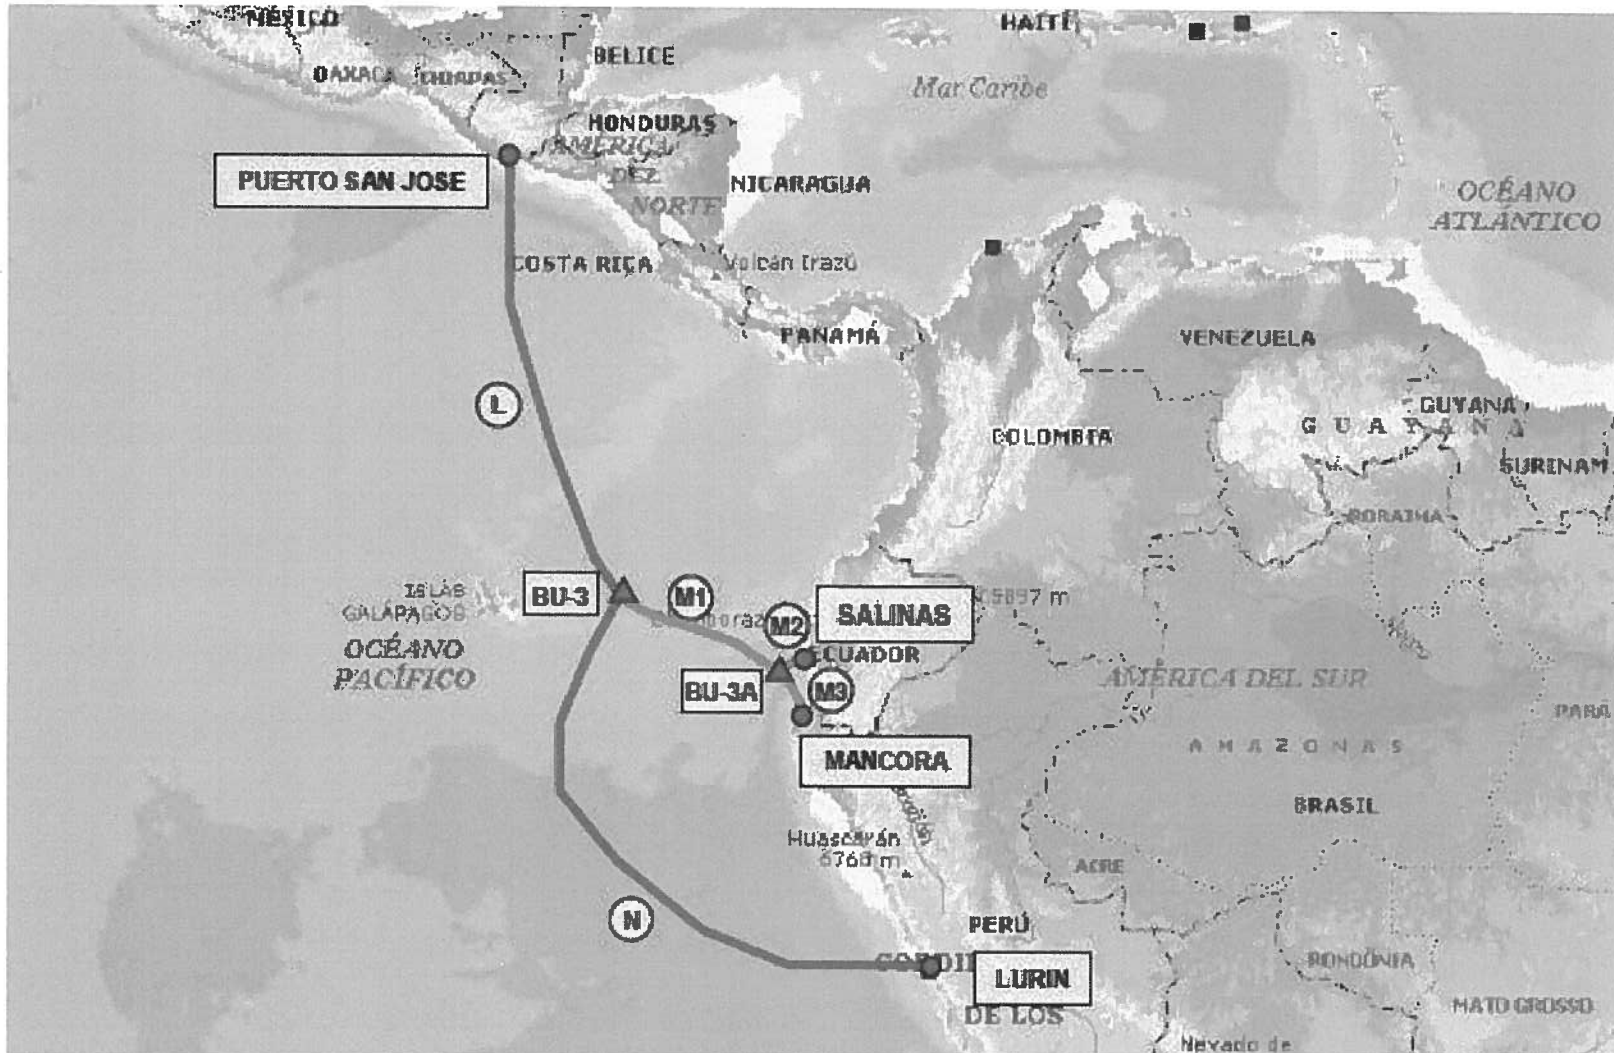 MÉXICO
HAITÍ
OAXACA
CHIAPAS
BELICE
Mar Caribe
HONDURAS
AMÉRICA
DEL
NORTE
PUERTO SAN JOSE
NICARAGUA
OCÉANO
ATLÁNTICO
COSTA RICA
Volcán Irazú
PANAMÁ
VENEZUELA
L
GUYANA
GUAYANA
COLOMBIA
SURINAM
RORAIMA
ISLAS
GALÁPAGOS
BU-3
M1
M2
SALINAS
5897 m
OCÉANO
PACÍFICO
ECUADOR
BU-3A
M3
AMÉRICA DEL SUR
PARÁ
MANCORA
AMAZONAS
BRASIL
Huascarán
6768 m
ACRE
N
PERÚ
LURIN
RONDÔNIA
DE LOS
MATO GROSSO
Nevado de